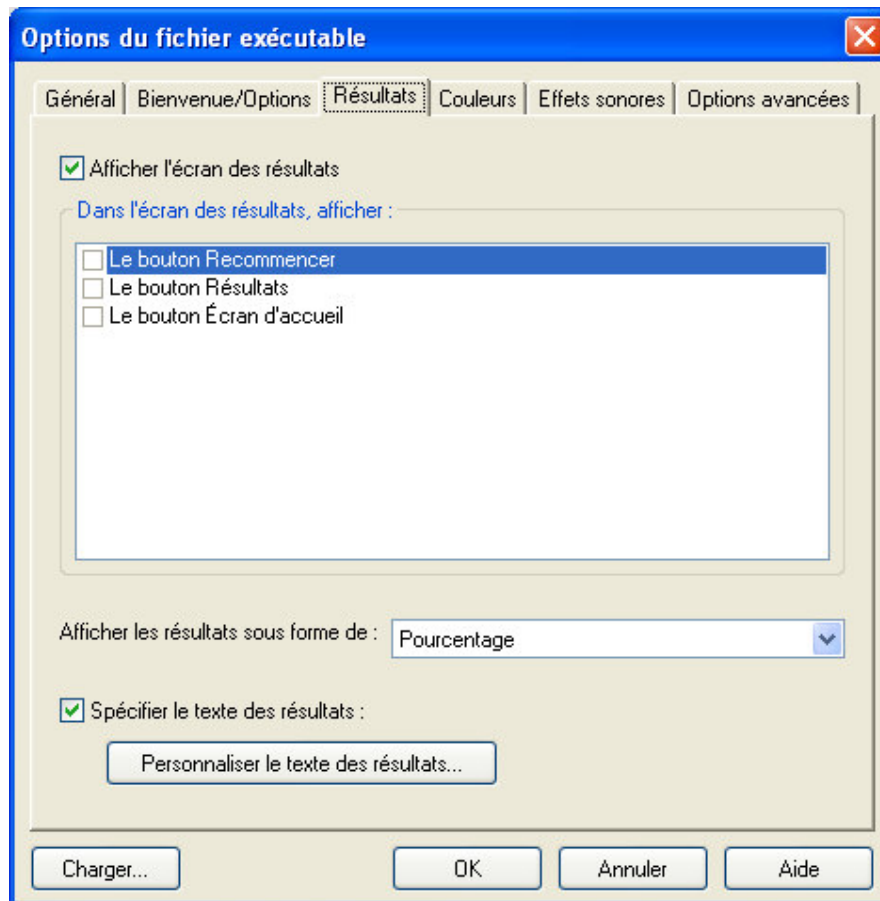 Options du fichier exécutable
Général Bienvenue/Options Résultats Couleurs Effets sonores Options avancées
Afficher l'écran des résultats
Dans l'écran des résultats, afficher :
Le bouton Recommencer
Le bouton Résultats
Le bouton Écran d'accueil
Afficher les résultats sous forme de : Pourcentage
Spécifier le texte des résultats :
Personnaliser le texte des résultats...
Charger... OK Annuler Aide